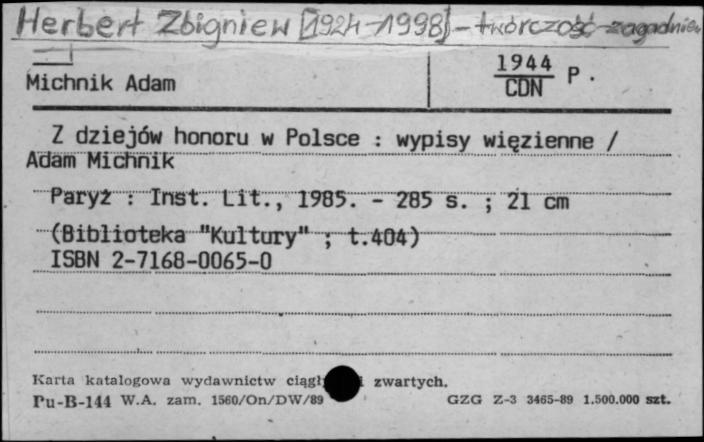 Herbert Zbigniew [1924-1998] - twórczość - zagadnien
Michnik Adam
1944
CDN P.
Z dziejów honoru w Polsce : wypisy więzienne /
Adam Michnik
Paryż : Inst. Lit., 1985. - 285 s. ; 21 cm
(Biblioteka "Kultury" ; t.404)
ISBN 2-7168-0065-0
Karta katalogowa wydawnictw zwartych.
Pu-B-144 W.A. zam. 1560/On/DW/89 GZG Z-3 3465-89 1.500.000 szt.